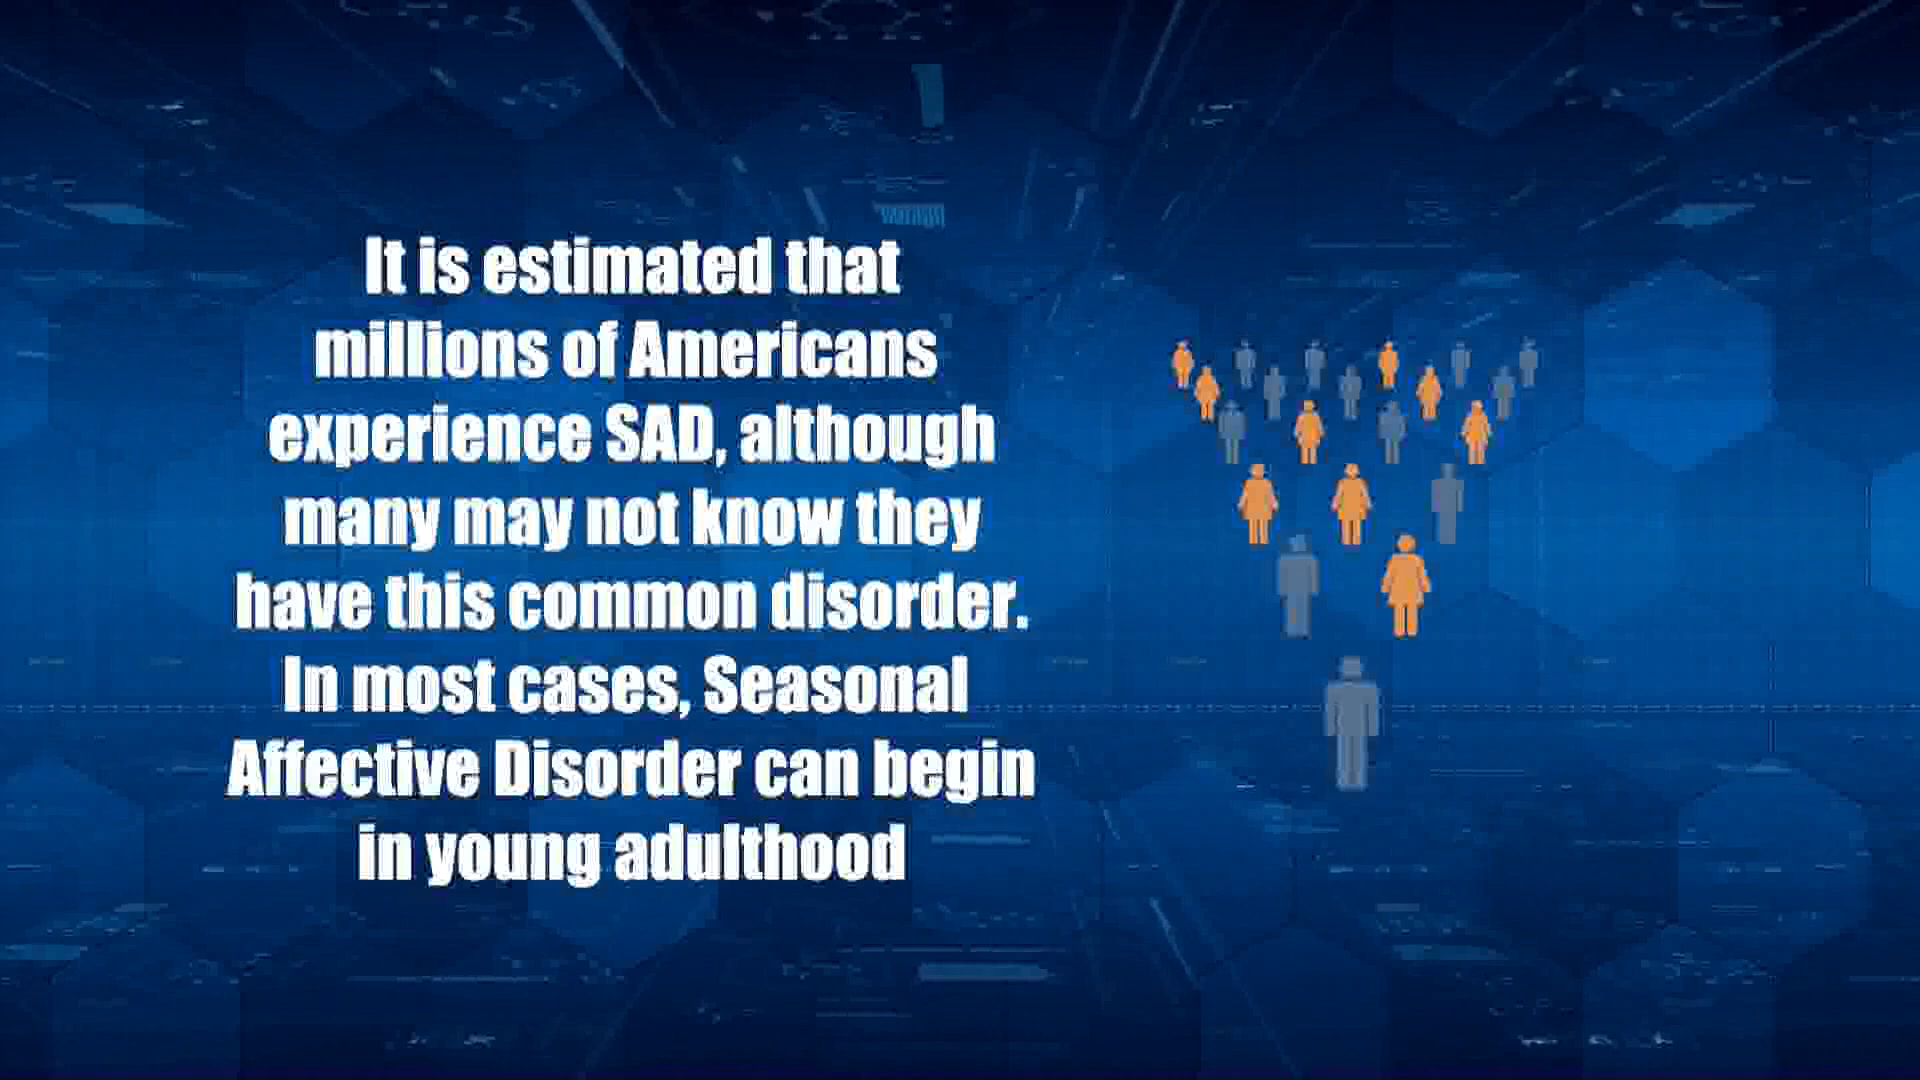 It is estimated that
millions of Americans
experience SAD, although
many may not know they
have this common disorder.
In most cases, Seasonal
Affective Disorder can begin
in young adulthood